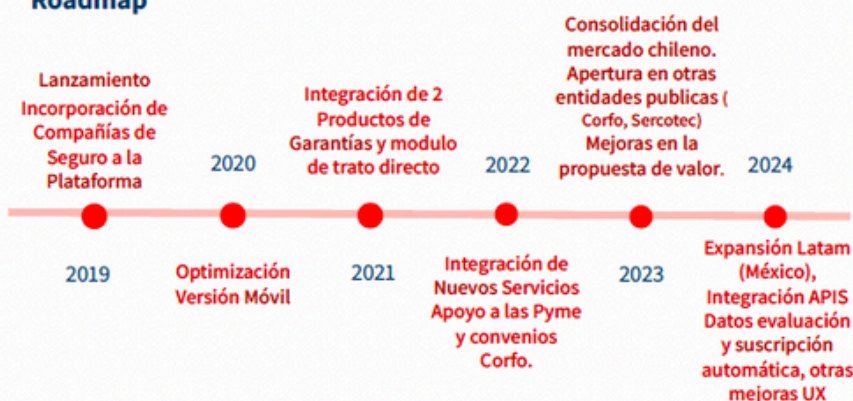 Roadmap
Lanzamiento
Incorporación de
Compañías de
Seguro a la
Plataforma
2019
2020
Optimización
Versión Móvil
Integración de 2
Productos de
Garantías y modulo
de trato directo
2021
2022
Integración de
Nuevos Servicios
Apoyo a las Pyme
y convenios
Corfo.
Consolidación del
mercado chileno.
Apertura en otras
entidades publicas (
Corfo, Sercotec)
Mejoras en la
propuesta de valor.
2023
2024
Expansión Latam
(México),
Integración APIS
Datos evaluación
y suscripción
automática, otras
mejoras UX